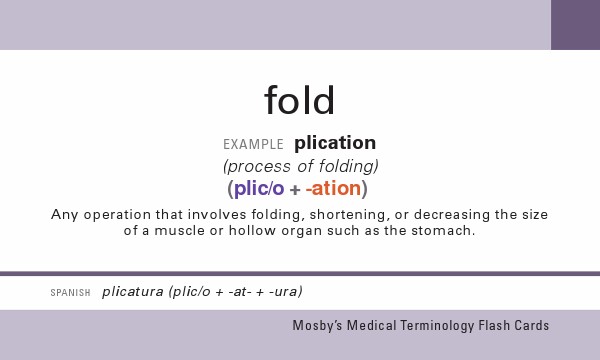 fold
EXAMPLE plication
(process of folding)
(plic/o + -ation)
Any operation that involves folding, shortening, or decreasing the size
of a muscle or hollow organ such as the stomach.
SPANISH plicatura (plic/o + -at- + -ura)
Mosby's Medical Terminology Flash Cards